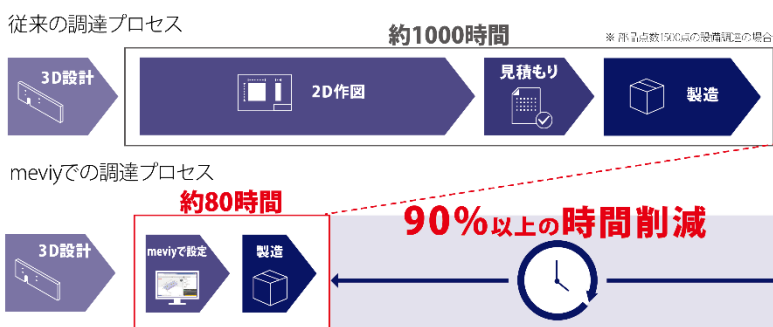 従来の調達プロセス
約1000時間
※ 部品点数1500点の設備調達の場合
3D設計
2D作図
見積もり
製造
meviyでの調達プロセス
約80時間
90%以上の時間削減
3D設計
meviyで設定
製造